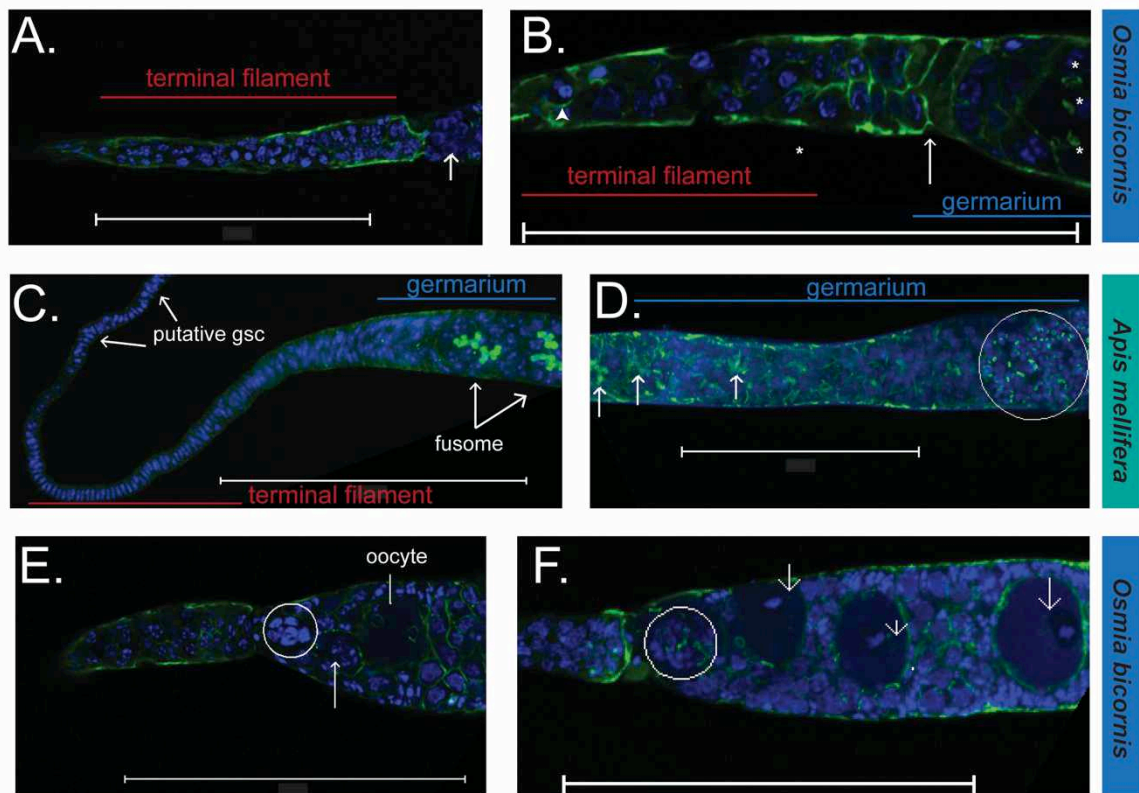 A.
terminal filament
B.
*
*
*
*
terminal filament
germarium
Osmia bicornis
C.
germarium
putative gsc
fusome
terminal filament
D.
germarium
Apis mellifera
E.
oocyte
F.
Osmia bicornis